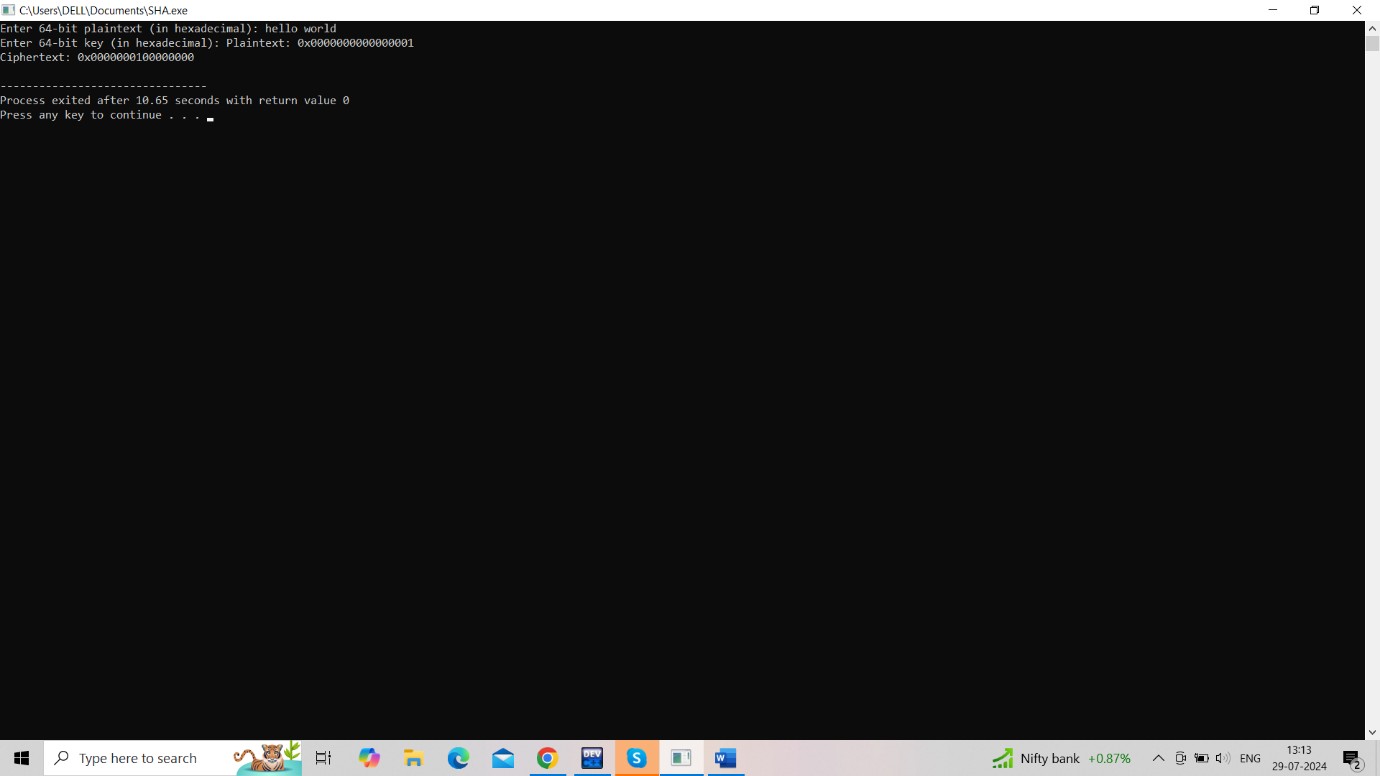 C:\Users\DELL\Documents\SHA.exe
Enter 64-bit plaintext (in hexadecimal): hello world
Enter 64-bit key (in hexadecimal): Plaintext: 0x0000000000000001
Ciphertext: 0x0000000100000000
--------------------------------
Process exited after 10.65 seconds with return value 0
Press any key to continue . . .
Type here to search
DEV
C++
S
W
Nifty bank +0.87%
ENG
13:13
29-07-2024
2